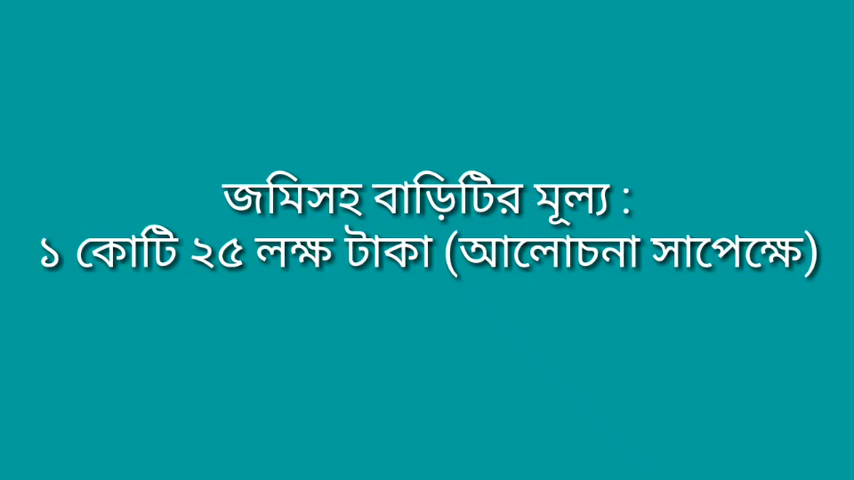 জমিসহ বাড়িটির মূল্য :
১ কোটি ২৫ লক্ষ টাকা (আলোচনা সাপেক্ষে)